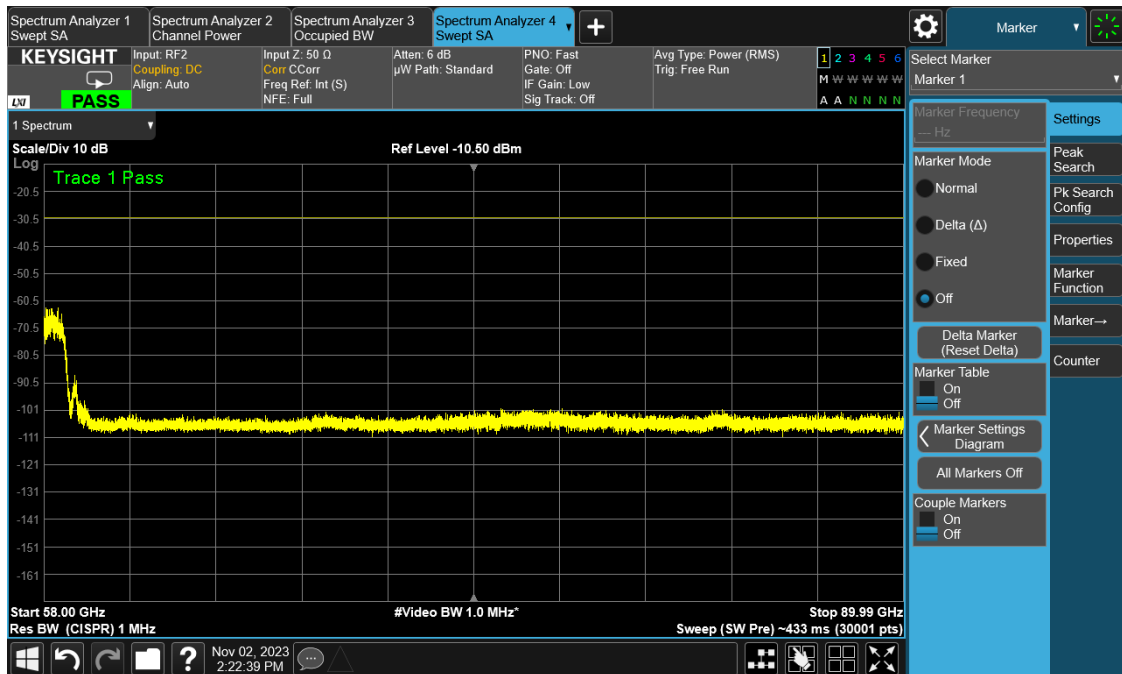 Spectrum Analyzer 1
Swept SA
Spectrum Analyzer 2
Channel Power
Spectrum Analyzer 3
Occupied BW
Spectrum Analyzer 4
Swept SA
Marker
KEYSIGHT
LXI
PASS
Input: RF2
Coupling: DC
Align: Auto
Input Z: 50 Ω
Corr CCorr
Freq Ref: Int (S)
NFE: Full
Atten: 6 dB
µW Path: Standard
PNO: Fast
Gate: Off
IF Gain: Low
Sig Track: Off
Avg Type: Power (RMS)
Trig: Free Run
1 2 3 4 5 6
M W W W W W
A A N N N N
Select Marker
Marker 1
1 Spectrum
Scale/Div 10 dB
Ref Level -10.50 dBm
Log
Trace 1 Pass
-20.5
-30.5
-40.5
-50.5
-60.5
-70.5
-80.5
-90.5
-101
-111
-121
-131
-141
-151
-161
Start 58.00 GHz
#Video BW 1.0 MHz*
Stop 89.99 GHz
Res BW (CISPR) 1 MHz
Sweep (SW Pre) ~433 ms (30001 pts)
Marker Frequency
--- Hz
Marker Mode
Normal
Delta (Δ)
Fixed
Off
Delta Marker
(Reset Delta)
Marker Table
On
Off
Marker Settings
Diagram
All Markers Off
Couple Markers
On
Off
Settings
Peak
Search
Pk Search
Config
Properties
Marker
Function
Marker→
Counter
?
Nov 02, 2023
2:22:39 PM